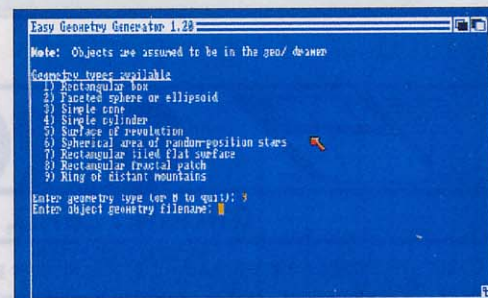 Easy Geometry Generator 1.20
Note: Objects are assumed to be in the geo/ drawer
Geometry types available
1) Rectangular box
2) Faceted sphere or ellipsoid
3) Simple cone
4) Simple cylinder
5) Surface of revolution
6) Spherical area of random-position stars
7) Rectangular tiled flat surface
8) Rectangular fractal patch
9) Ring of distant mountains
Enter geometry type (or 0 to quit): 9
Enter object geometry filename: